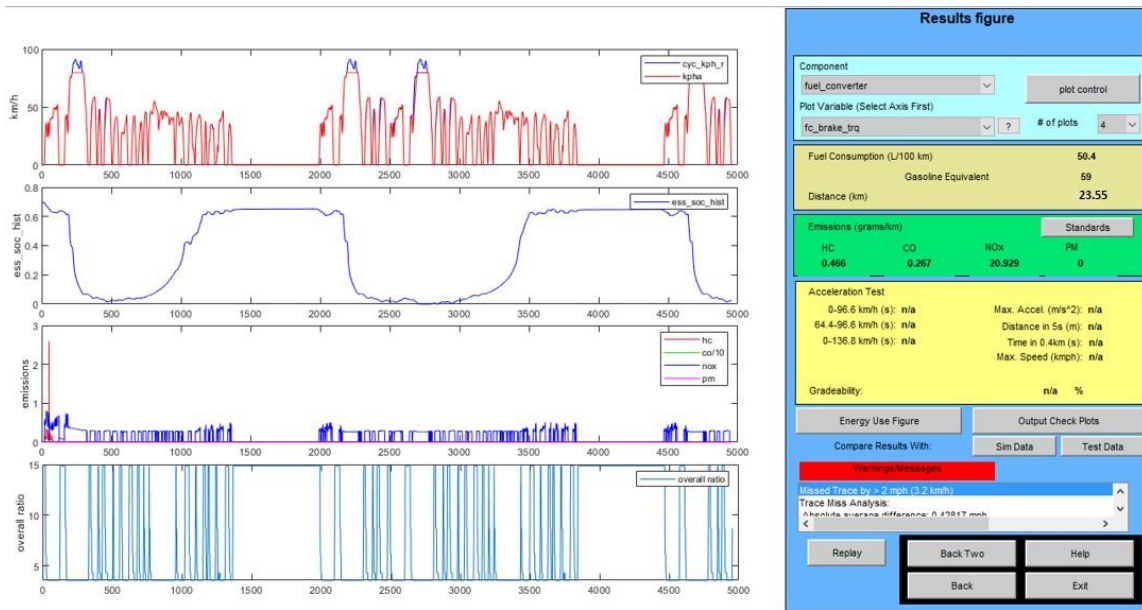 100
50
0
km/h
cyc_kph_r
kpha
0 500 1000 1500 2000 2500 3000 3500 4000 4500 5000
0.8
0.6
0.4
0.2
0
ess_soc_hist
ess_soc_hist
0 500 1000 1500 2000 2500 3000 3500 4000 4500 5000
3
2
1
0
emissions
hc
co/10
nox
pm
0 500 1000 1500 2000 2500 3000 3500 4000 4500 5000
15
10
5
overall ratio
overall ratio
0 500 1000 1500 2000 2500 3000 3500 4000 4500 5000
Results figure
Component
fuel_converter
plot control
Plot Variable (Select Axis First)
fc_brake_trq ? # of plots 4
Fuel Consumption (L/100 km) 50.4
Gasoline Equivalent 59
Distance (km) 23.55
Emissions (grams/km) Standards
HC CO NOx PM
0.466 0.267 20.929 0
Acceleration Test
0-96.6 km/h (s): n/a Max. Accel. (m/s^2): n/a
64.4-96.6 km/h (s): n/a Distance in 5s (m): n/a
0-136.8 km/h (s): n/a Time in 0.4km (s): n/a
Max. Speed (kmph): n/a
Gradeability: n/a %
Energy Use Figure Output Check Plots
Compare Results With: Sim Data Test Data
Warnings/Messages
Missed Trace by > 2 mph (3.2 km/h)
Trace Miss Analysis:
Absolute average difference: 0.42817 mph
Replay Back Two Help
Back Exit